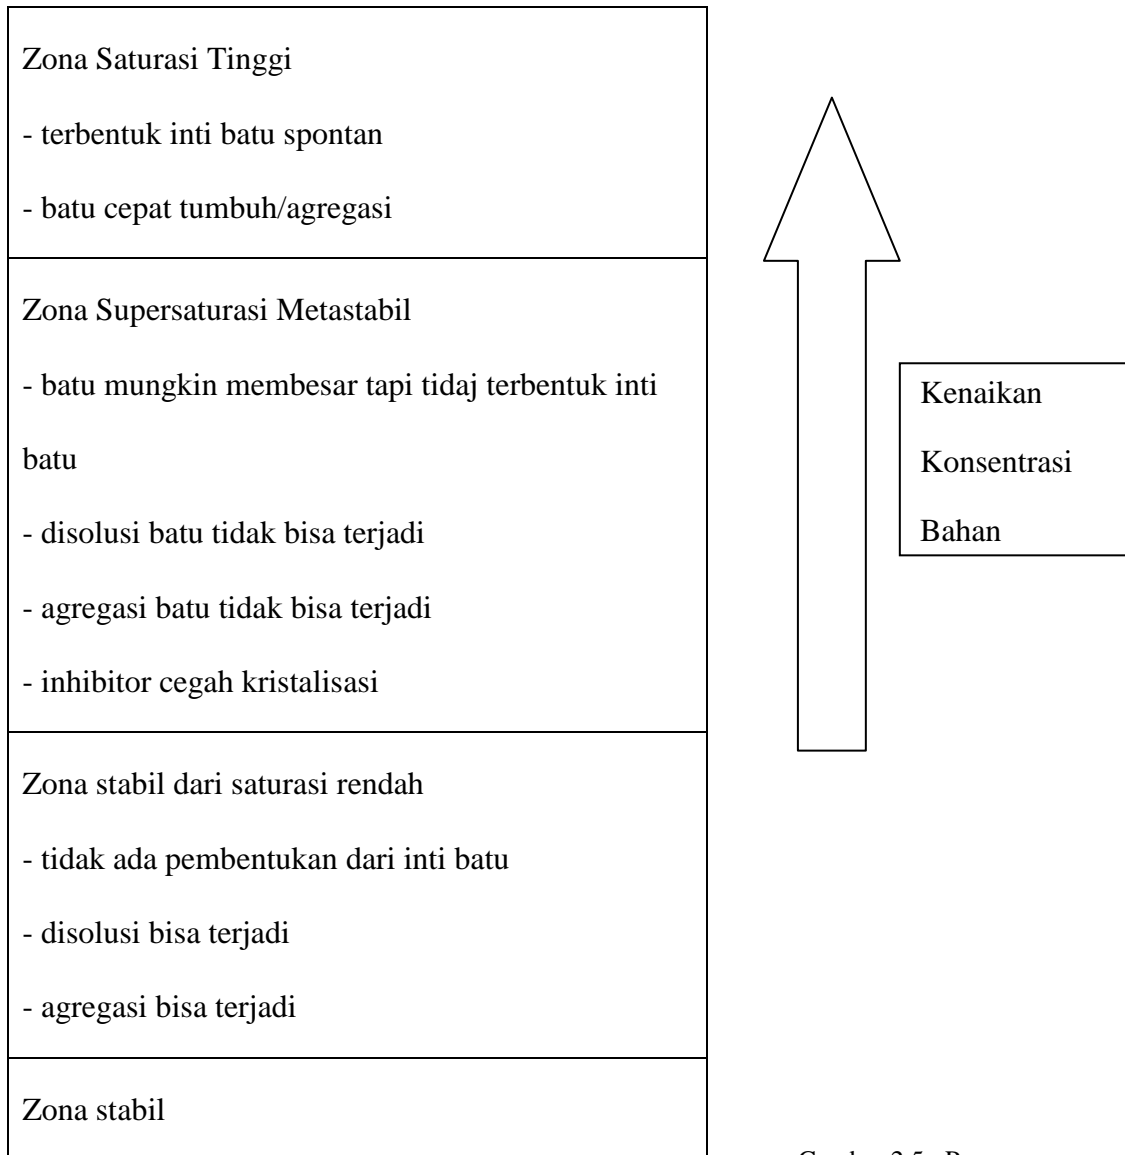 Zona Saturasi Tinggi
- terbentuk inti batu spontan
- batu cepat tumbuh/agregasi
Zona Supersaturasi Metastabil
- batu mungkin membesar tapi tidaj terbentuk inti
batu
- disolusi batu tidak bisa terjadi
- agregasi batu tidak bisa terjadi
- inhibitor cegah kristalisasi
Zona stabil dari saturasi rendah
- tidak ada pembentukan dari inti batu
- disolusi bisa terjadi
- agregasi bisa terjadi
Zona stabil
Kenaikan
Konsentrasi
Bahan